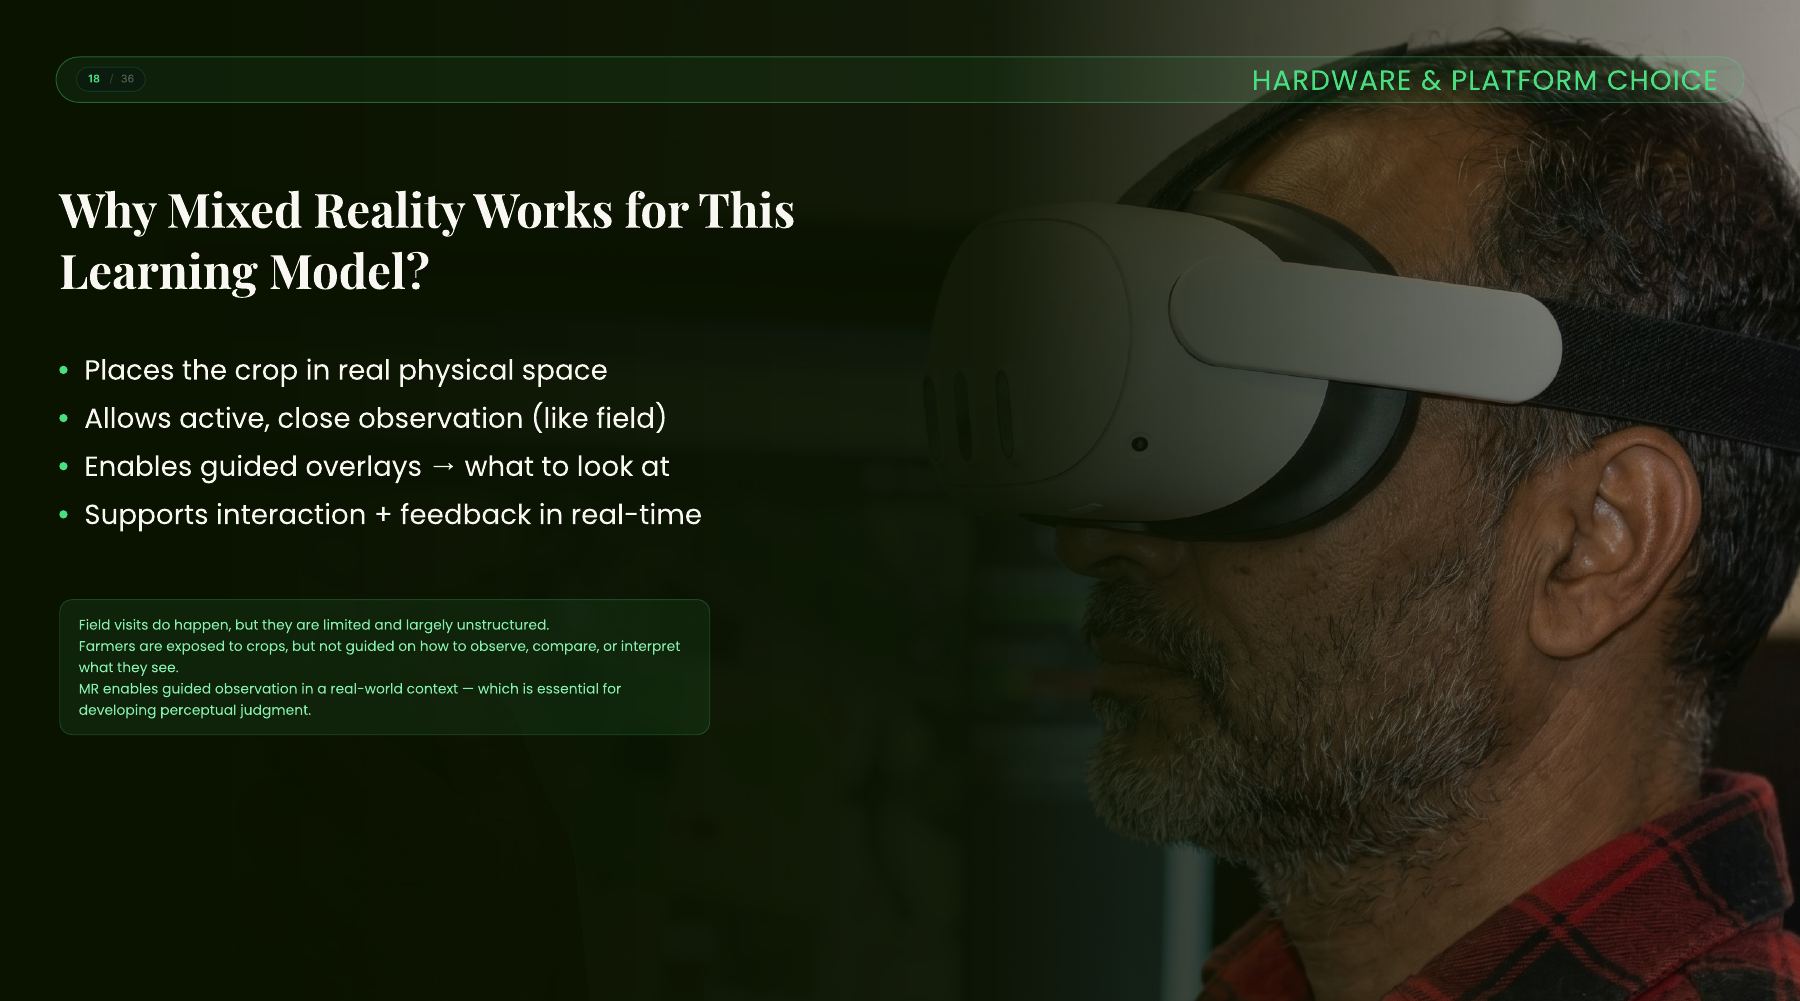 18 / 36
HARDWARE & PLATFORM CHOICE
Why Mixed Reality Works for This
Learning Model?
• Places the crop in real physical space
• Allows active, close observation (like field)
• Enables guided overlays → what to look at
• Supports interaction + feedback in real-time
Field visits do happen, but they are limited and largely unstructured.
Farmers are exposed to crops, but not guided on how to observe, compare, or interpret
what they see.
MR enables guided observation in a real-world context — which is essential for
developing perceptual judgment.